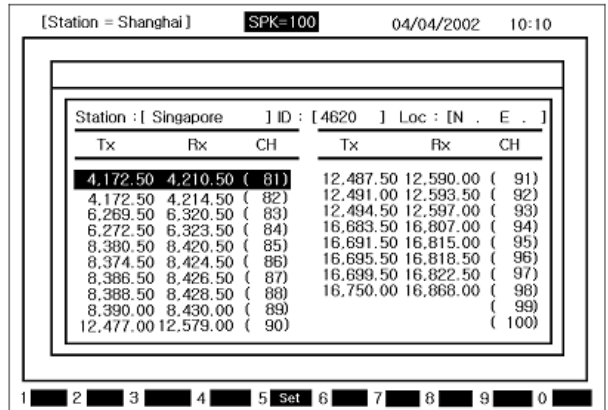 [Station = Shanghai] SPK=100 04/04/2002 10:10
Station :[ Singapore ] ID : [4620 ] Loc : [N . E . ]
Tx Rx CH Tx Rx CH
4,172.50 4,210.50 ( 81) 12,487.50 12,590.00 ( 91)
4,172.50 4,214.50 ( 82) 12,491.00 12,593.50 ( 92)
6,269.50 6,320.50 ( 83) 12,494.50 12,597.00 ( 93)
6,272.50 6,323.50 ( 84) 16,683.50 16,807.00 ( 94)
8,380.50 8,420.50 ( 85) 16,691.50 16,815.00 ( 95)
8,374.50 8,424.50 ( 86) 16,695.50 16,818.50 ( 96)
8,386.50 8,426.50 ( 87) 16,699.50 16,822.50 ( 97)
8,388.50 8,428.50 ( 88) 16,750.00 16,868.00 ( 98)
8,390.00 8,430.00 ( 89) ( 99)
12,477.00 12,579.00 ( 90) ( 100)
1 2 3 4 5 Set 6 7 8 9 0